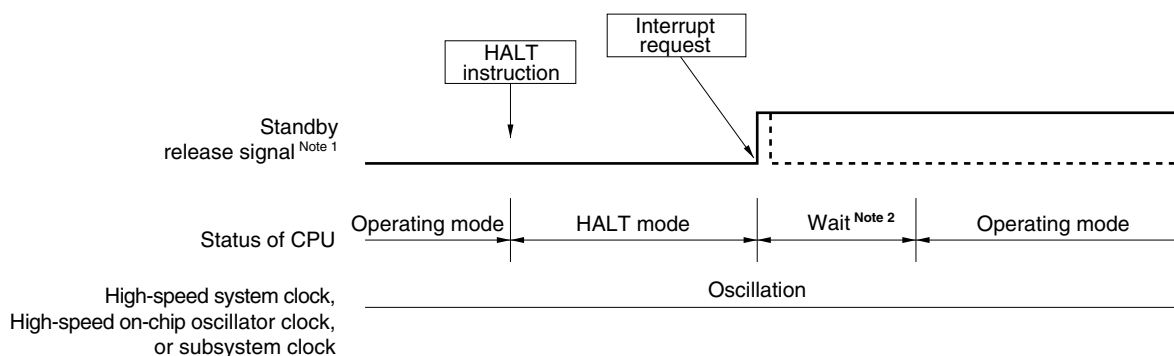 Interrupt
request
HALT
instruction
Standby
release signal Note 1
Status of CPU
Operating mode
HALT mode
Wait Note 2
Operating mode
High-speed system clock,
High-speed on-chip oscillator clock,
or subsystem clock
Oscillation